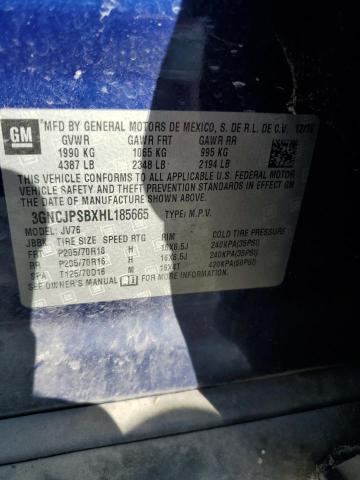 GM
MFD BY GENERAL MOTORS DE MEXICO, S. DE R.L. DE C.V. 12/16
GVWR GAWR FRT GAWR RR
1990 KG 1065 KG 995 KG
4387 LB 2348 LB 2194 LB
THIS VEHICLE CONFORMS TO ALL APPLICABLE U.S. FEDERAL MOTOR
VEHICLE SAFETY AND THEFT PREVENTION STANDARDS IN EFFECT ON
THE DATE OF MANUFACTURE SHOWN ABOVE.
3GNCJPSBXHL185665 TYPE: M.P.V.
MODEL: JV76
JBBK TIRE SIZE SPEED RTG RIM COLD TIRE PRESSURE
FRT P205/70R16 H 16X6.5J 240KPA(35PSI)
RR P205/70R16 H 16X6.5J 240KPA(35PSI)
SPA T125/70D16 M 16X4T 420KPA(60PSI)
SEE OWNER'S MANUAL